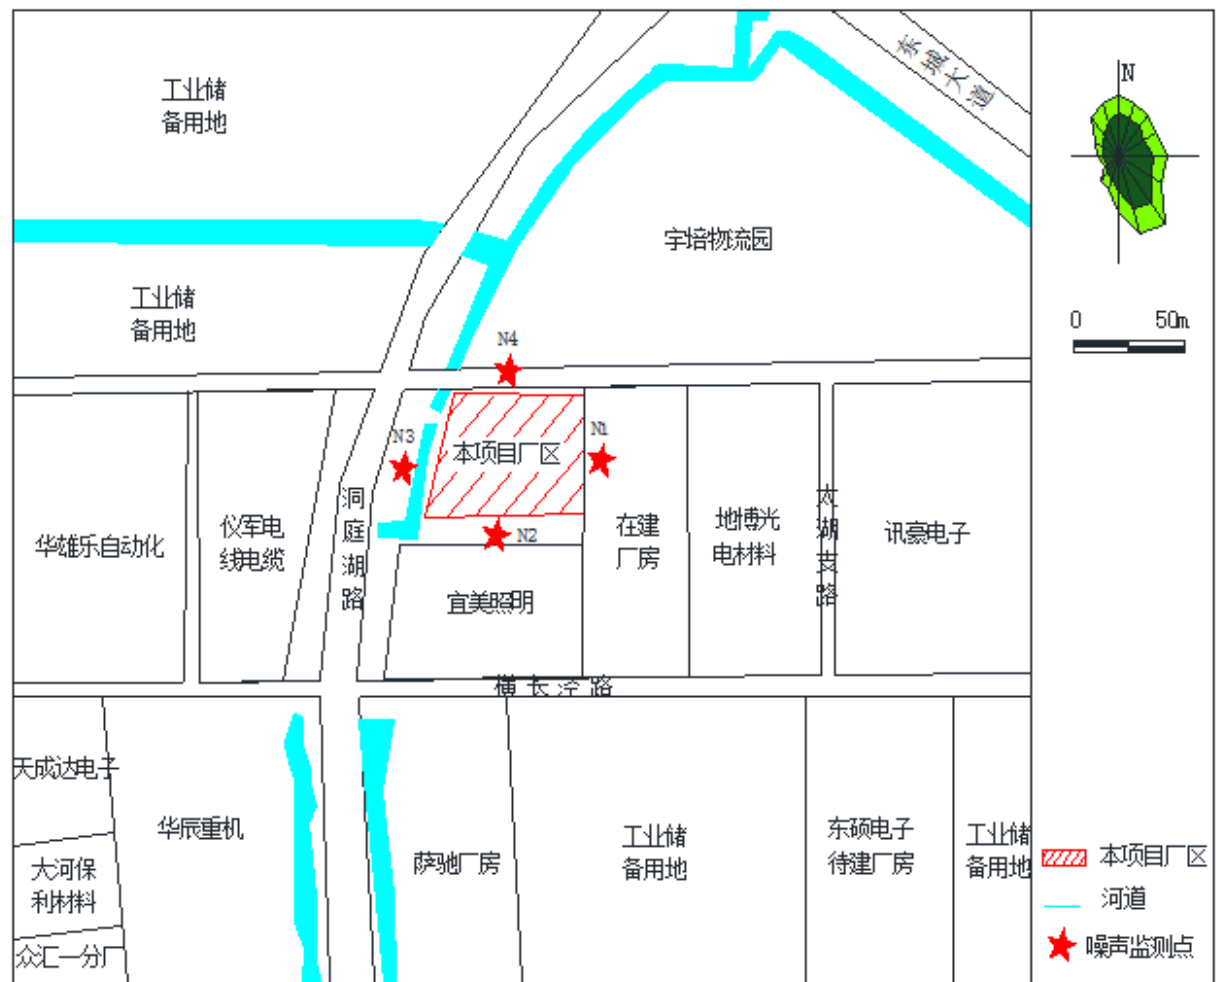 东城大道
N
工业储
备用地
宇培物流园
工业储
备用地
0 50m
N4
N3
N1
本项目厂区
洞庭湖路
太湖支路
仪军电
线电缆
在建
厂房
地博光
电材料
讯豪电子
华雄乐自动化
N2
宜美照明
横长泾路
天成达电子
华辰重机
萨驰厂房
工业储
备用地
东硕电子
待建厂房
工业储
备用地
大河保
利材料
众汇一分厂
本项目厂区
河道
噪声监测点